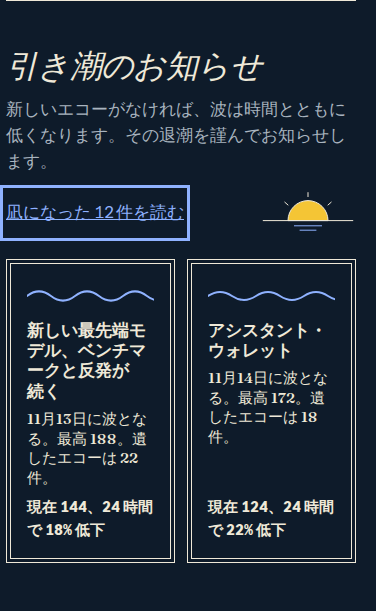 引き潮のお知らせ
新しいエコーがなければ、波は時間とともに
低くなります。その退潮を謹んでお知らせし
ます。
凪になった 12 件を読む
新しい最先端モ
デル、ベンチマ
ークと反発が
続く
11月13日に波とな
る。最高 188。遺
したエコーは 22
件。
現在 144、24 時間
で 18% 低下
アシスタント・
ウォレット
11月14日に波とな
る。最高 172。遺
したエコーは 18
件。
現在 124、24 時間
で 22% 低下